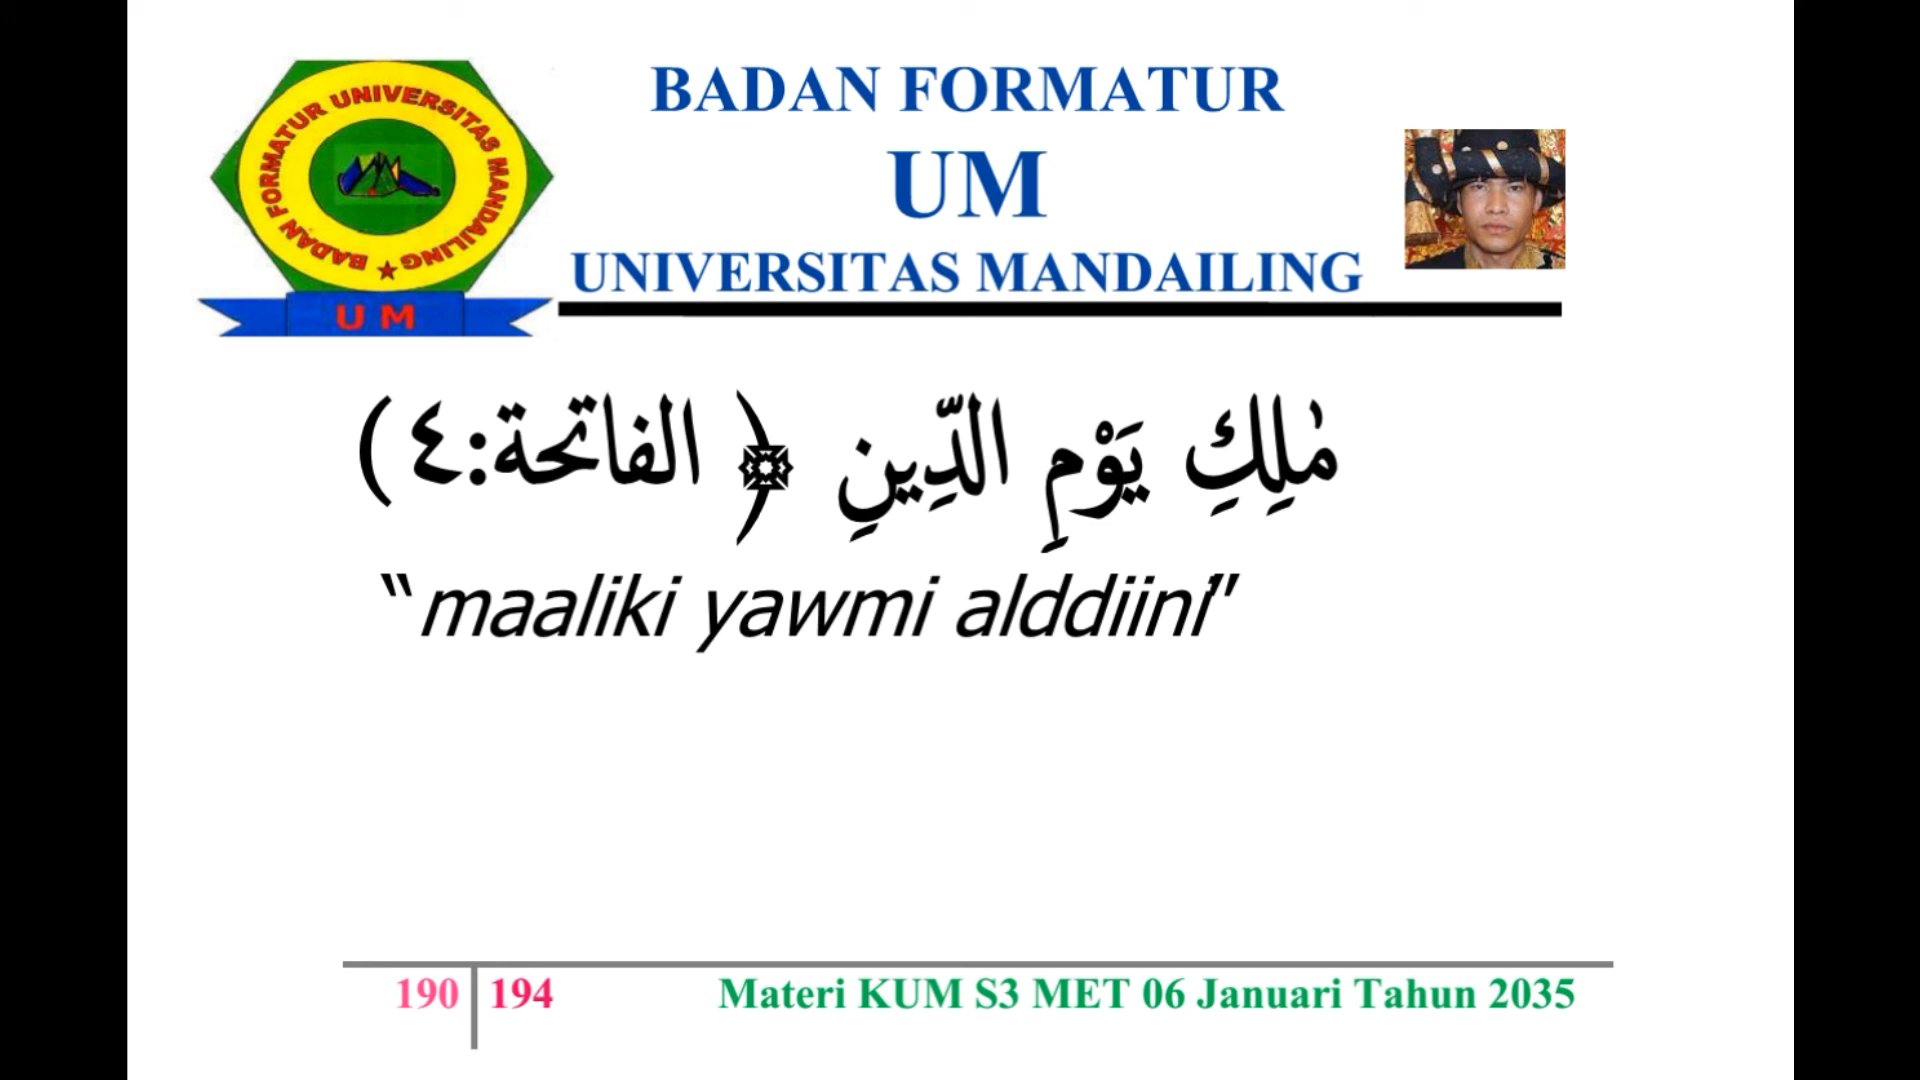 BADAN FORMATUR UNIVERSITAS MANDAILING
UM
BADAN FORMATUR
UM
UNIVERSITAS MANDAILING
مٰلِكِ يَوْمِ الدِّينِ ﴿ الفاتحة:٤)
“maaliki yawmi alddiini”
190 194 Materi KUM S3 MET 06 Januari Tahun 2035